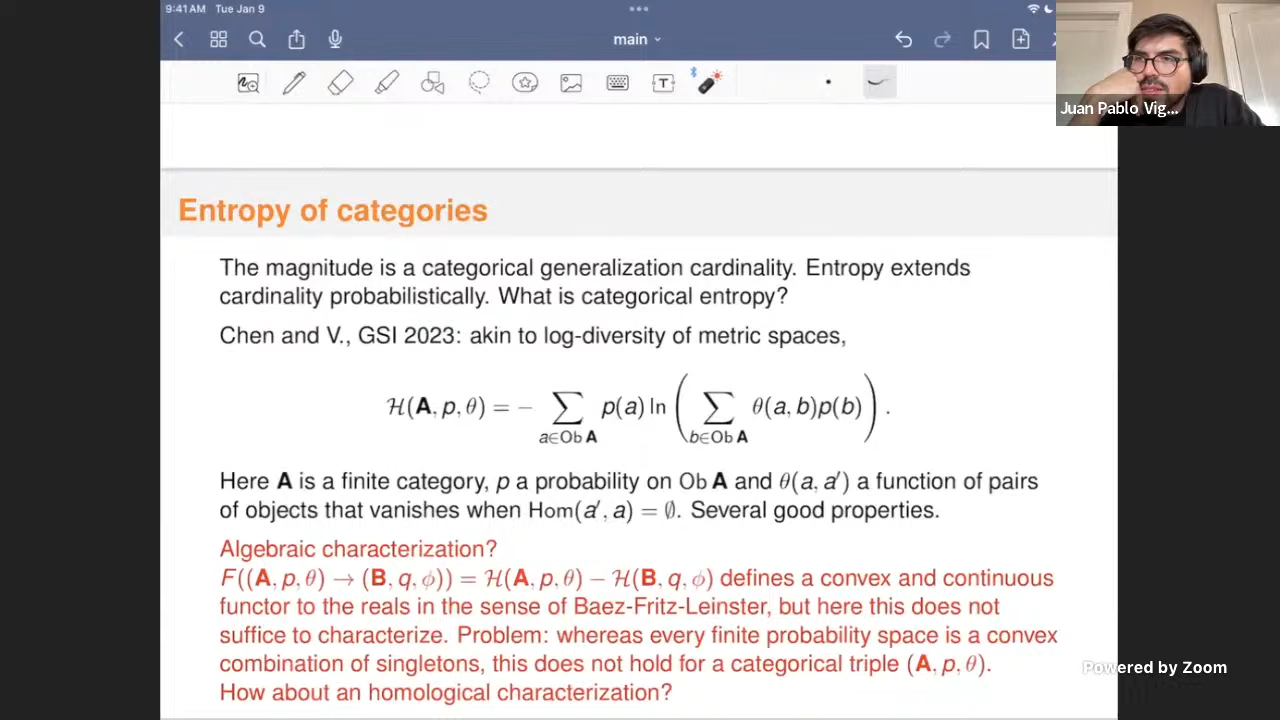 9:41AM Tue Jan 9
main
T
Juan Pablo Vig...
Entropy of categories
The magnitude is a categorical generalization cardinality. Entropy extends
cardinality probabilistically. What is categorical entropy?
Chen and V., GSI 2023: akin to log-diversity of metric spaces,
ℋ(A, p, θ) = − ∑_{a∈Ob A} p(a) ln ( ∑_{b∈Ob A} θ(a, b)p(b) ) .
Here A is a finite category, p a probability on Ob A and θ(a, a′) a function of pairs
of objects that vanishes when Hom(a′, a) = ∅. Several good properties.
Algebraic characterization?
F((A, p, θ) → (B, q, ϕ)) = ℋ(A, p, θ) − ℋ(B, q, ϕ) defines a convex and continuous
functor to the reals in the sense of Baez-Fritz-Leinster, but here this does not
suffice to characterize. Problem: whereas every finite probability space is a convex
combination of singletons, this does not hold for a categorical triple (A, p, θ).
How about an homological characterization?
Powered by Zoom